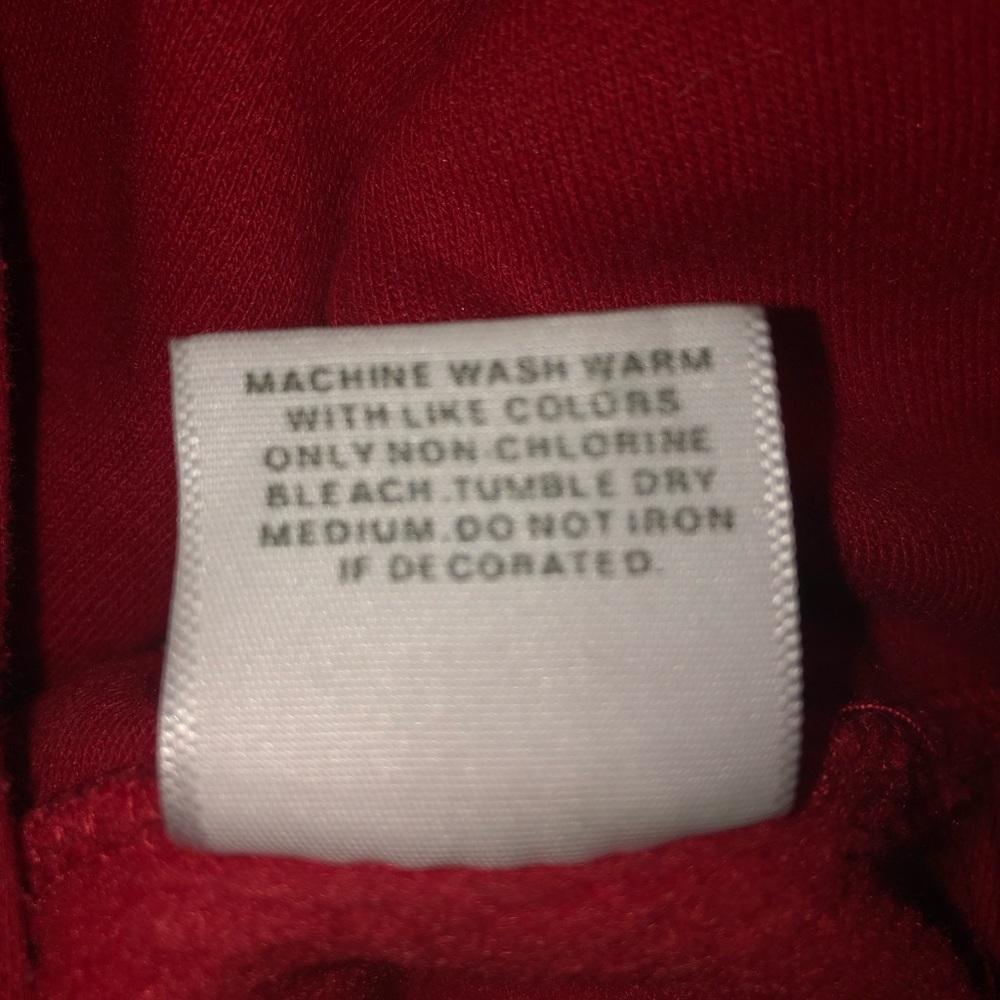 MACHINE WASH WARM
WITH LIKE COLORS
ONLY NON-CHLORINE
BLEACH.TUMBLE DRY
MEDIUM.DO NOT IRON
IF DECORATED.